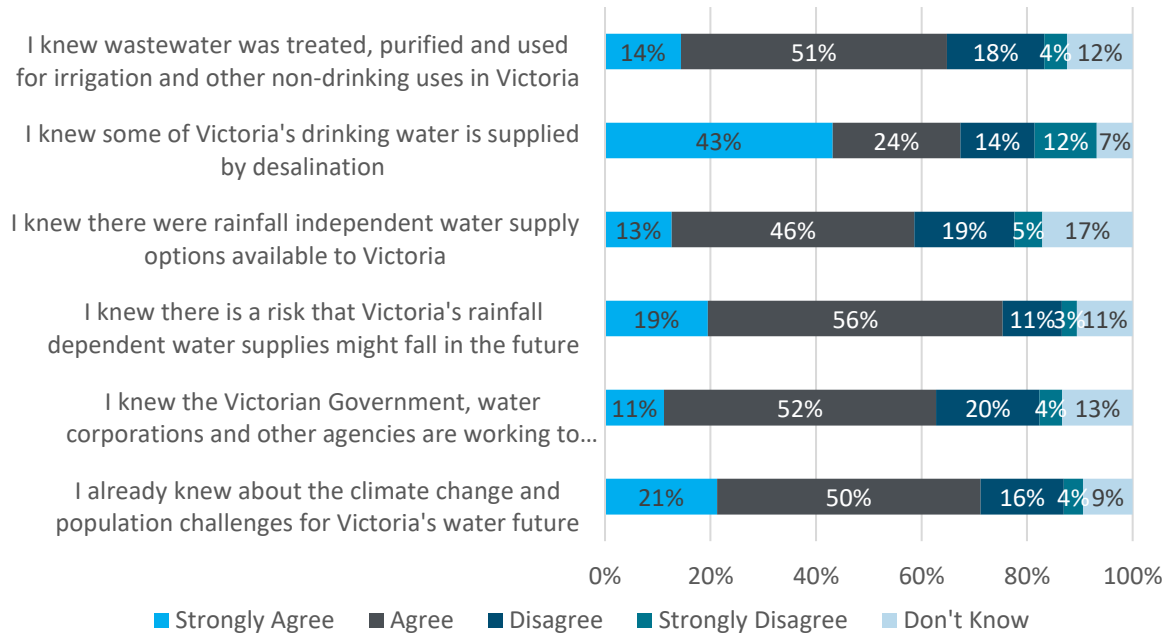 I knew wastewater was treated, purified and used
for irrigation and other non-drinking uses in Victoria
14% 51% 18% 4% 12%
I knew some of Victoria's drinking water is supplied
by desalination
43% 24% 14% 12% 7%
I knew there were rainfall independent water supply
options available to Victoria
13% 46% 19% 5% 17%
I knew there is a risk that Victoria's rainfall
dependent water supplies might fall in the future
19% 56% 11% 3% 11%
I knew the Victorian Government, water
corporations and other agencies are working to...
11% 52% 20% 4% 13%
I already knew about the climate change and
population challenges for Victoria's water future
21% 50% 16% 4% 9%
0% 20% 40% 60% 80% 100%
Strongly Agree Agree Disagree Strongly Disagree Don't Know